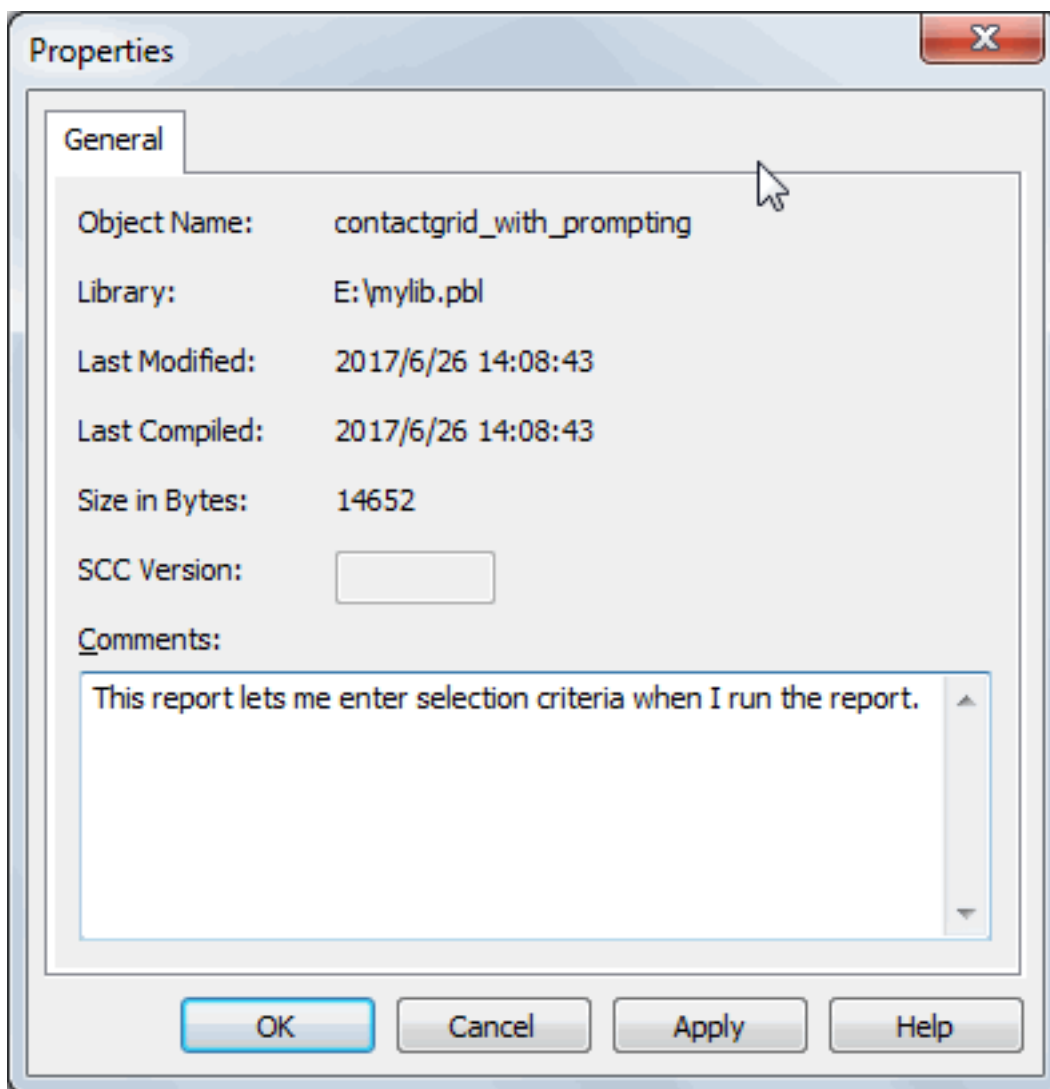 Properties
General
Object Name: contactgrid_with_prompting
Library: E:\mylib.pbl
Last Modified: 2017/6/26 14:08:43
Last Compiled: 2017/6/26 14:08:43
Size in Bytes: 14652
SCC Version:
Comments:
This report lets me enter selection criteria when I run the report.
OK Cancel Apply Help